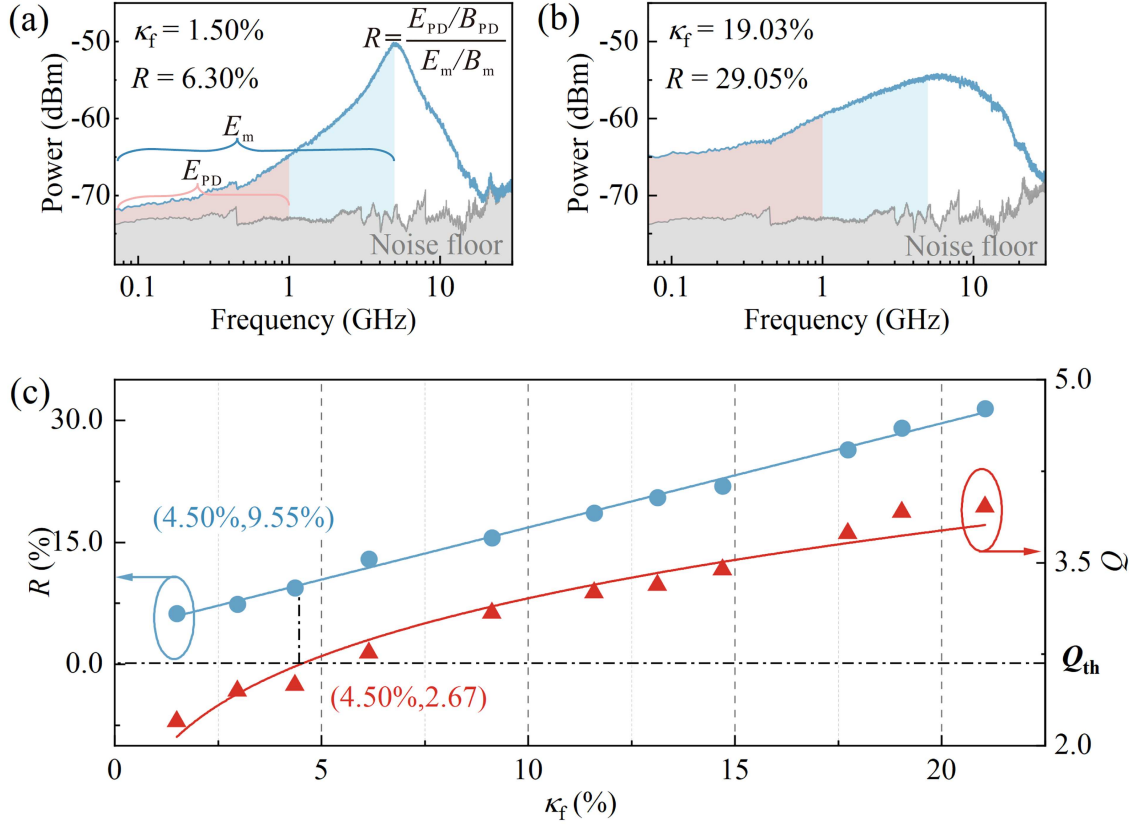 (a)
κf = 1.50%
R = 6.30%
R = EPD/BPD
Em/Bm
Em
EPD
Noise floor
-50
-60
-70
Power (dBm)
0.1 1 10
Frequency (GHz)
(b)
κf = 19.03%
R = 29.05%
Noise floor
-50
-60
-70
Power (dBm)
0.1 1 10
Frequency (GHz)
(c)
30.0
15.0
0.0
R (%)
(4.50%,9.55%)
(4.50%,2.67)
5.0
3.5
Qth
2.0
Q
0 5 10 15 20
κf (%)